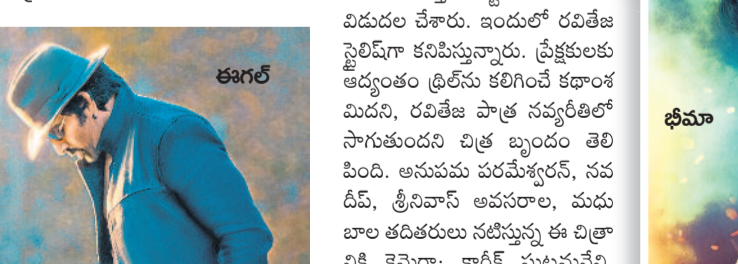 ఈగల్
విడుదల చేశారు. ఇందులో రవితేజ
స్టైలిష్‌గా కనిపిస్తున్నారు. ప్రేక్షకులకు
ఆద్యంతం థ్రిల్‌ను కలిగించే కథాంశ
మిదని, రవితేజ పాత్ర నవ్యరీతిలో
సాగుతుందని చిత్ర బృందం తెలి
పింది. అనుపమ పరమేశ్వరన్, నవ
దీప్, శ్రీనివాస్ అవసరాల, మధు
బాల తదితరులు నటిస్తున్న ఈ చిత్రా
భీమా